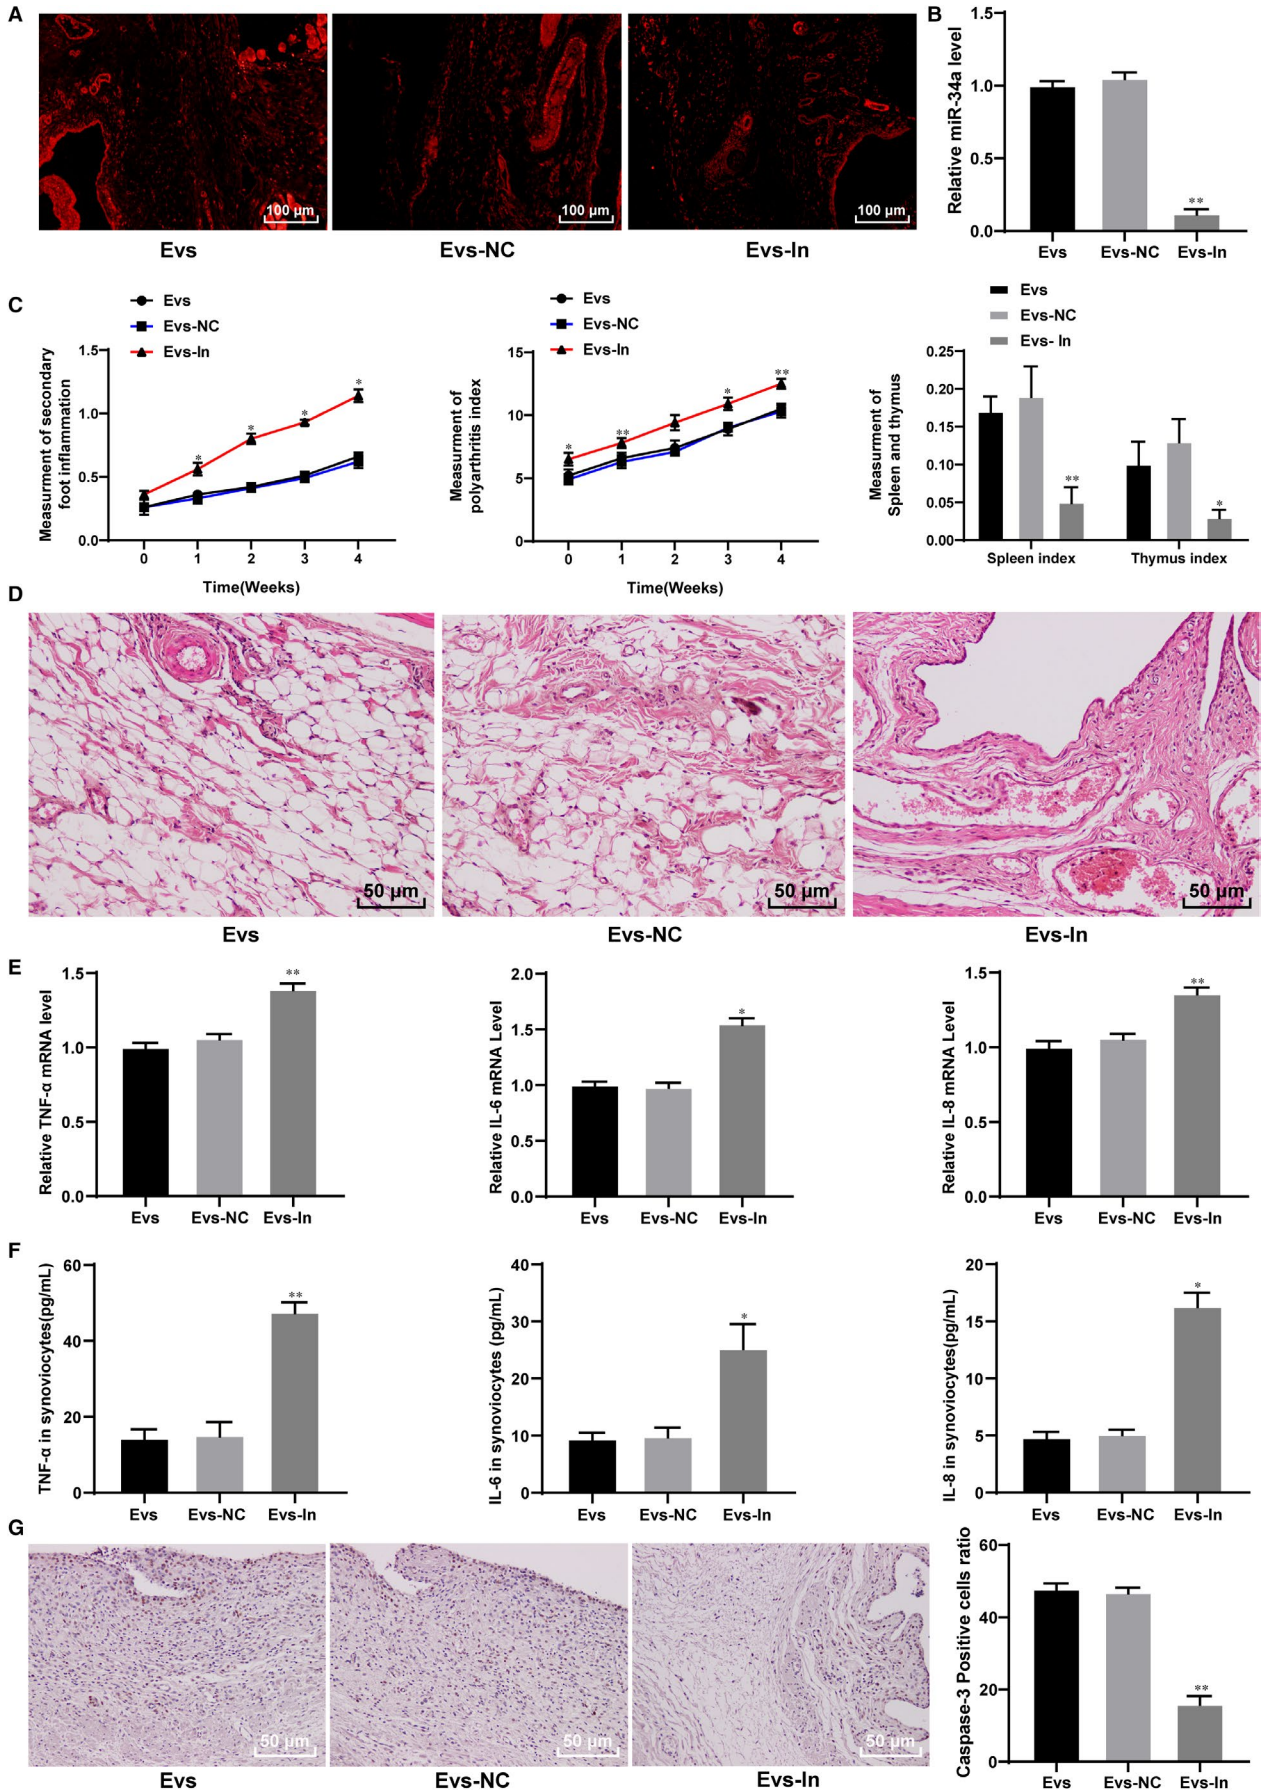 A
100 μm
100 μm
100 μm
Evs
Evs-NC
Evs-In
B
Relative miR-34a level
1.5
1.0
0.5
0.0
**
Evs
Evs-NC
Evs-In
C
Evs
Evs-NC
Evs-In
Measurment of secondary
foot inflammation
1.5
1.0
0.5
0.0
*
*
*
*
0
1
2
3
4
Time(Weeks)
Evs
Evs-NC
Evs-In
Measurment of
polyarthritis index
15
10
5
0
*
**
*
**
0
1
2
3
4
Time(Weeks)
Evs
Evs-NC
Evs- In
Measurment of
Spleen and thymus
0.25
0.20
0.15
0.10
0.05
0.00
**
*
Spleen index
Thymus index
D
50 μm
50 μm
50 μm
Evs
Evs-NC
Evs-In
E
Relative TNF-α mRNA level
1.5
1.0
0.5
0.0
**
Evs
Evs-NC
Evs-In
Relative IL-6 mRNA Level
2.0
1.5
1.0
0.5
0.0
*
Evs
Evs-NC
Evs-In
Relative IL-8 mRNA Level
1.5
1.0
0.5
0.0
**
Evs
Evs-NC
Evs-In
F
TNF-α in synoviocytes(pg/mL)
60
40
20
0
**
Evs
Evs-NC
Evs-In
IL-6 in synoviocytes (pg/mL)
40
30
20
10
0
*
Evs
Evs-NC
Evs-In
IL-8 in synoviocytes(pg/mL)
20
15
10
5
0
*
Evs
Evs-NC
Evs-In
G
50 μm
50 μm
50 μm
Evs
Evs-NC
Evs-In
Caspase-3 Positive cells ratio
60
40
20
0
**
Evs
Evs-NC
Evs-In